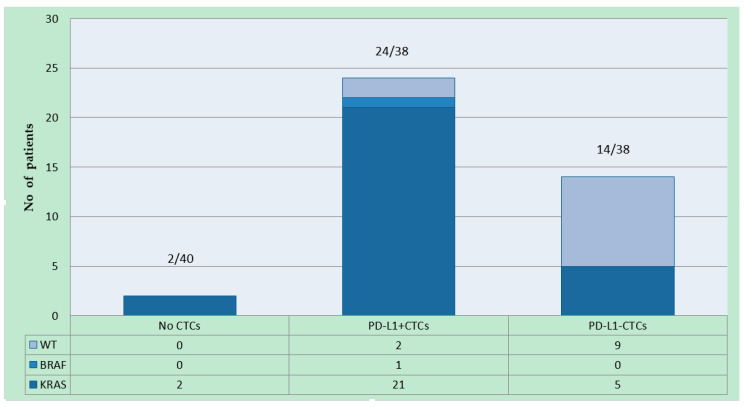 30
25
20
15
10
5
0
No of patients
2/40
24/38
14/38
No CTCs PD-L1+CTCs PD-L1-CTCs
WT 0 2 9
BRAF 0 1 0
KRAS 2 21 5